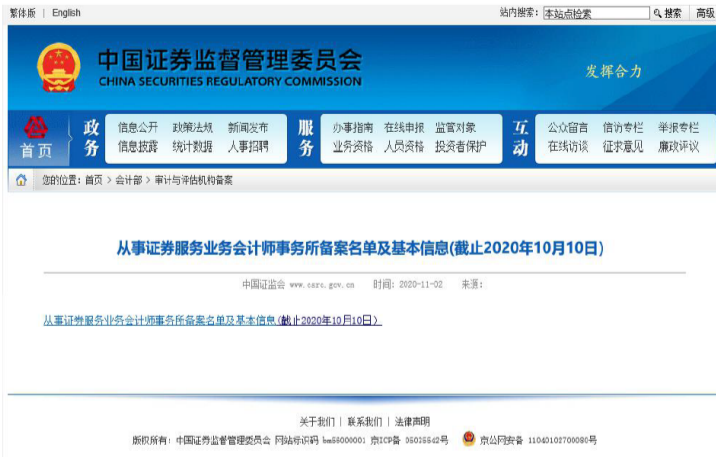 繁体版 | English 站内搜索: 本站点检索 搜索 高级
中国证券监督管理委员会
CHINA SECURITIES REGULATORY COMMISSION
发挥合力
首页
政务
信息公开 政策法规 新闻发布
信息披露 统计数据 人事招聘
服务
办事指南 在线申报 监管对象
业务资格 人员资格 投资者保护
互动
公众留言 信访专栏 举报专栏
在线访谈 征求意见 廉政评议
您的位置: 首页 > 会计部 > 审计与评估机构备案
从事证券服务业务会计师事务所备案名单及基本信息(截止2020年10月10日)
中国证监会 www.csrc.gov.cn 时间: 2020-11-02 来源:
从事证券服务业务会计师事务所备案名单及基本信息(截止2020年10月10日)
关于我们 | 联系我们 | 法律声明
版权所有: 中国证券监督管理委员会 网站标识码 bm56000001 京ICP备 05035542号 京公网安备 11040102700080号